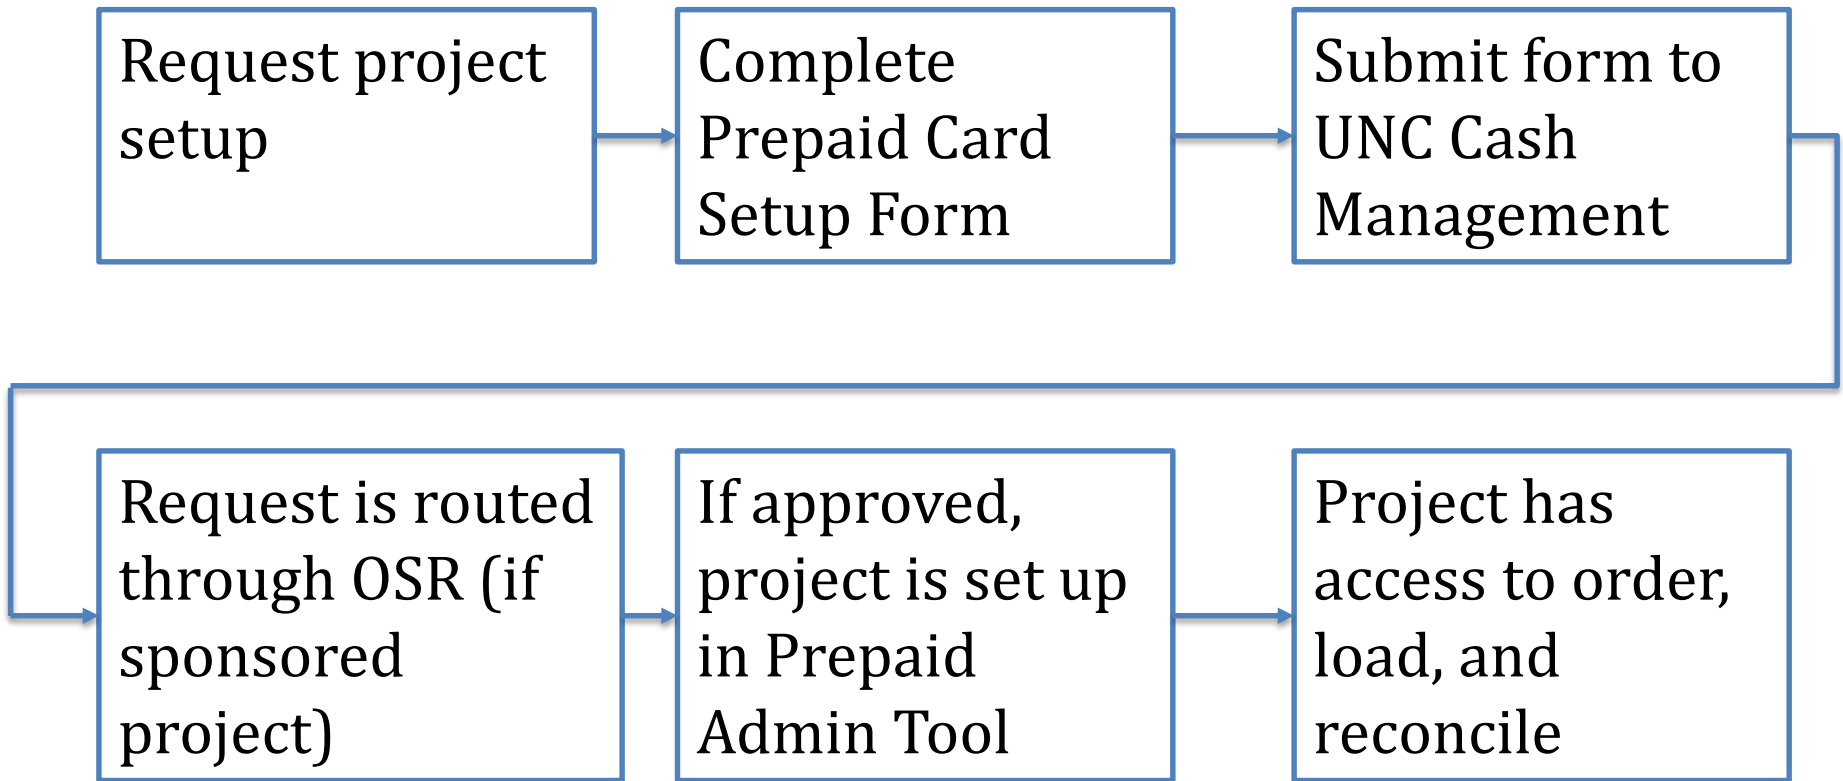 Request project
setup
Complete
Prepaid Card
Setup Form
Submit form to
UNC Cash
Management
Request is routed
through OSR (if
sponsored
project)
If approved,
project is set up
in Prepaid
Admin Tool
Project has
access to order,
load, and
reconcile